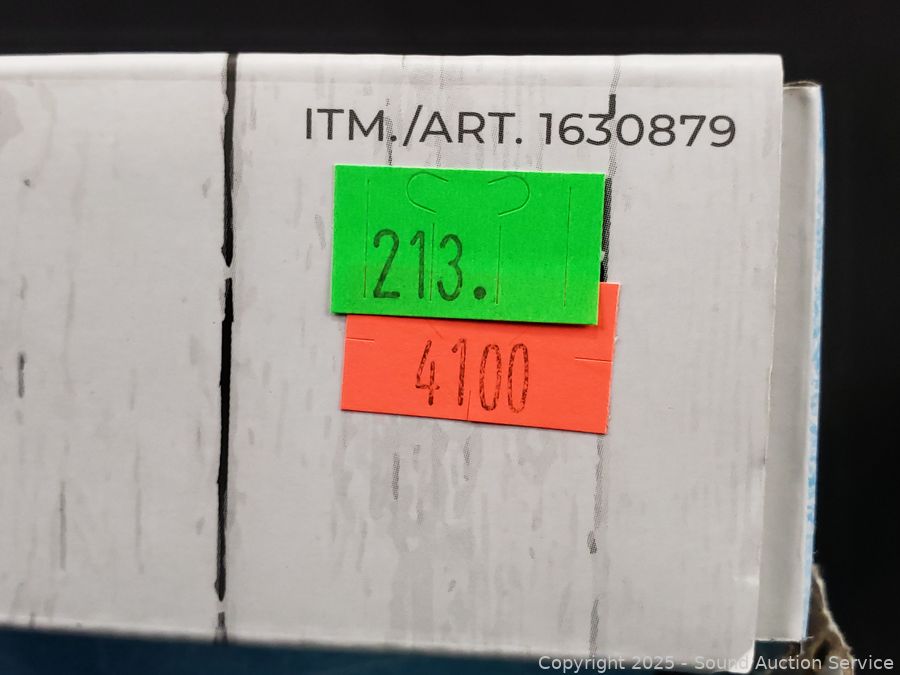 ITM./ART. 1630879
213.
4100
Copyright 2025 - Sound Auction Service